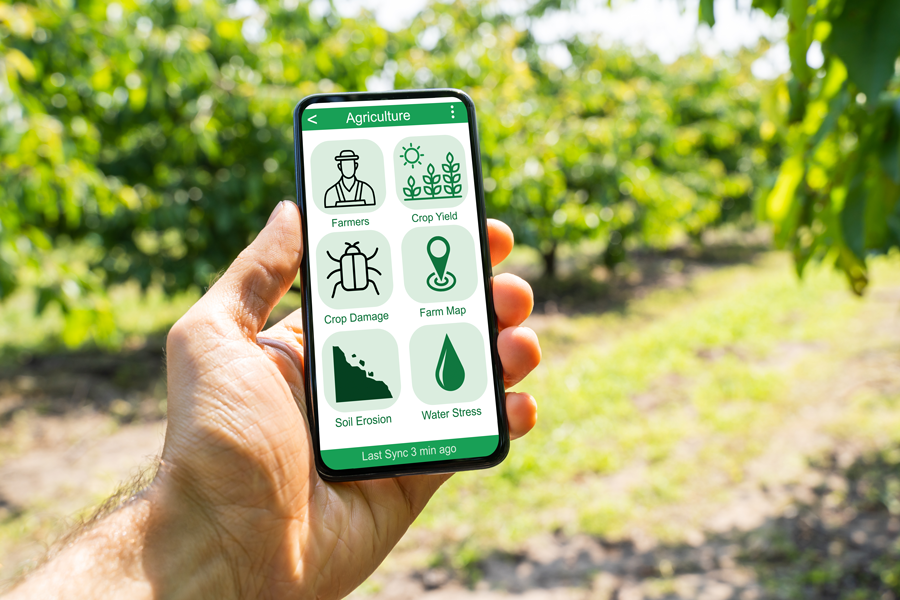 Agriculture
Farmers
Crop Yield
Crop Damage
Farm Map
Soil Erosion
Water Stress
Last Sync 3 min ago